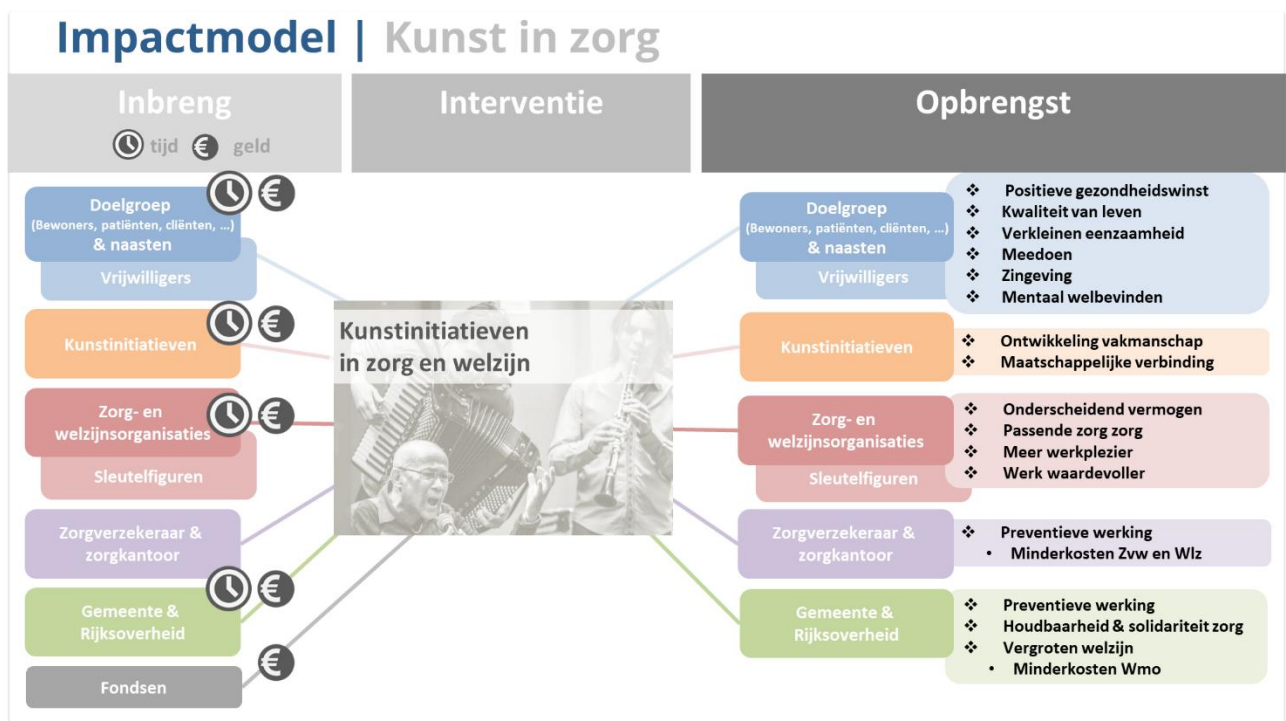 Impactmodel | Kunst in zorg
Inbreng
tijd € geld
Interventie
Opbrengst
€
Doelgroep
(Bewoners, patiënten, cliënten, ...)
& naasten
Vrijwilligers
€
Kunstinitiatieven
€
Zorg- en
welzijnsorganisaties
Sleutelfiguren
Zorgverzekeraar &
zorgkantoor
€
Gemeente &
Rijksoverheid
€
Fondsen
Kunstinitiatieven
in zorg en welzijn
Doelgroep
(Bewoners, patiënten, cliënten, ...)
& naasten
Vrijwilligers
❖ Positieve gezondheidswinst
❖ Kwaliteit van leven
❖ Verkleinen eenzaamheid
❖ Meedoen
❖ Zingeving
❖ Mentaal welbevinden
Kunstinitiatieven
❖ Ontwikkeling vakmanschap
❖ Maatschappelijke verbinding
Zorg- en
welzijnsorganisaties
Sleutelfiguren
❖ Onderscheidend vermogen
❖ Passende zorg zorg
❖ Meer werkplezier
❖ Werk waardevoller
Zorgverzekeraar &
zorgkantoor
❖ Preventieve werking
• Minderkosten Zvw en Wlz
Gemeente &
Rijksoverheid
❖ Preventieve werking
❖ Houdbaarheid & solidariteit zorg
❖ Vergroten welzijn
• Minderkosten Wmo